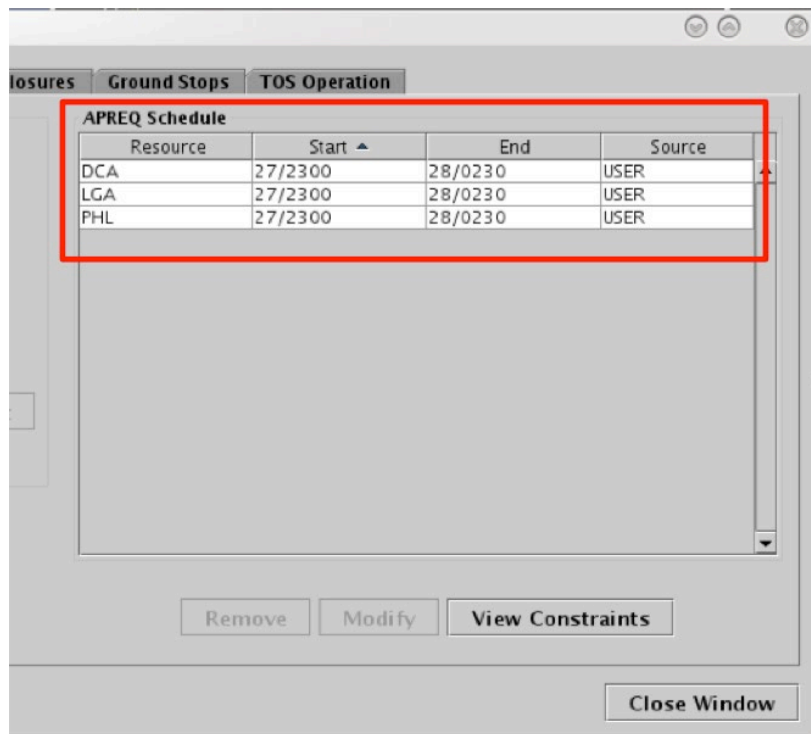 losures Ground Stops TOS Operation
APREQ Schedule
Resource Start End Source
DCA 27/2300 28/0230 USER
LGA 27/2300 28/0230 USER
PHL 27/2300 28/0230 USER
Remove Modify View Constraints
Close Window